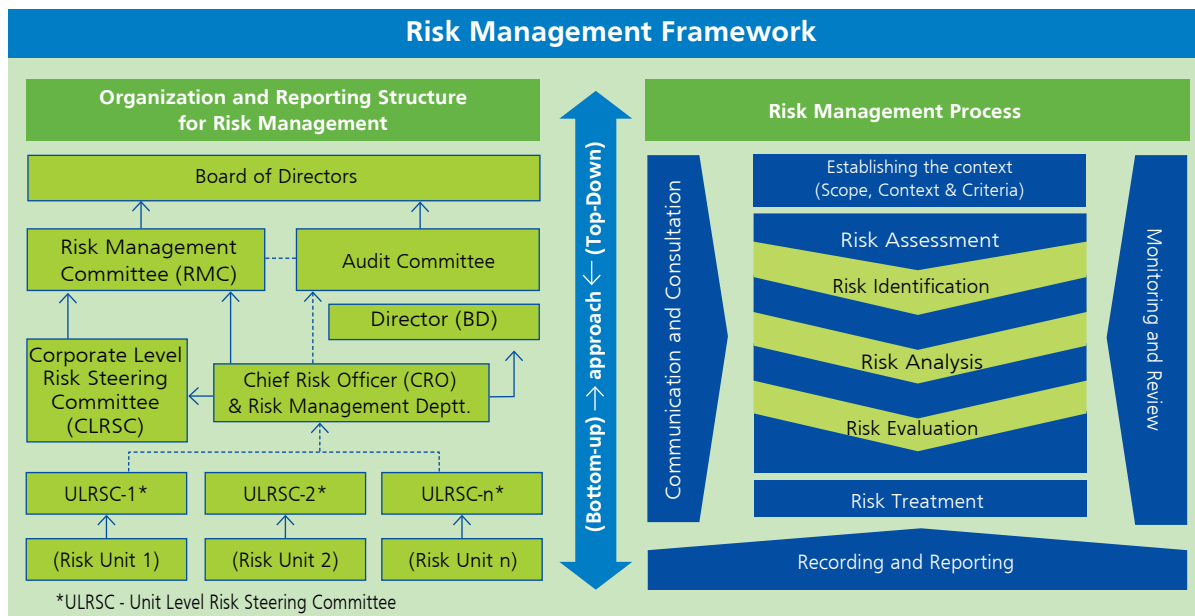 Risk Management Framework
Organization and Reporting Structure
for Risk Management
Board of Directors
Risk Management
Committee (RMC)
Audit Committee
Director (BD)
Corporate Level
Risk Steering
Committee
(CLRSC)
Chief Risk Officer (CRO)
& Risk Management Deptt.
ULRSC-1*
ULRSC-2*
ULRSC-n*
(Risk Unit 1)
(Risk Unit 2)
(Risk Unit n)
*ULRSC - Unit Level Risk Steering Committee
(Bottom-up) → approach ← (Top-Down)
Risk Management Process
Communication and Consultation
Establishing the context
(Scope, Context & Criteria)
Risk Assessment
Risk Identification
Risk Analysis
Risk Evaluation
Risk Treatment
Monitoring and Review
Recording and Reporting